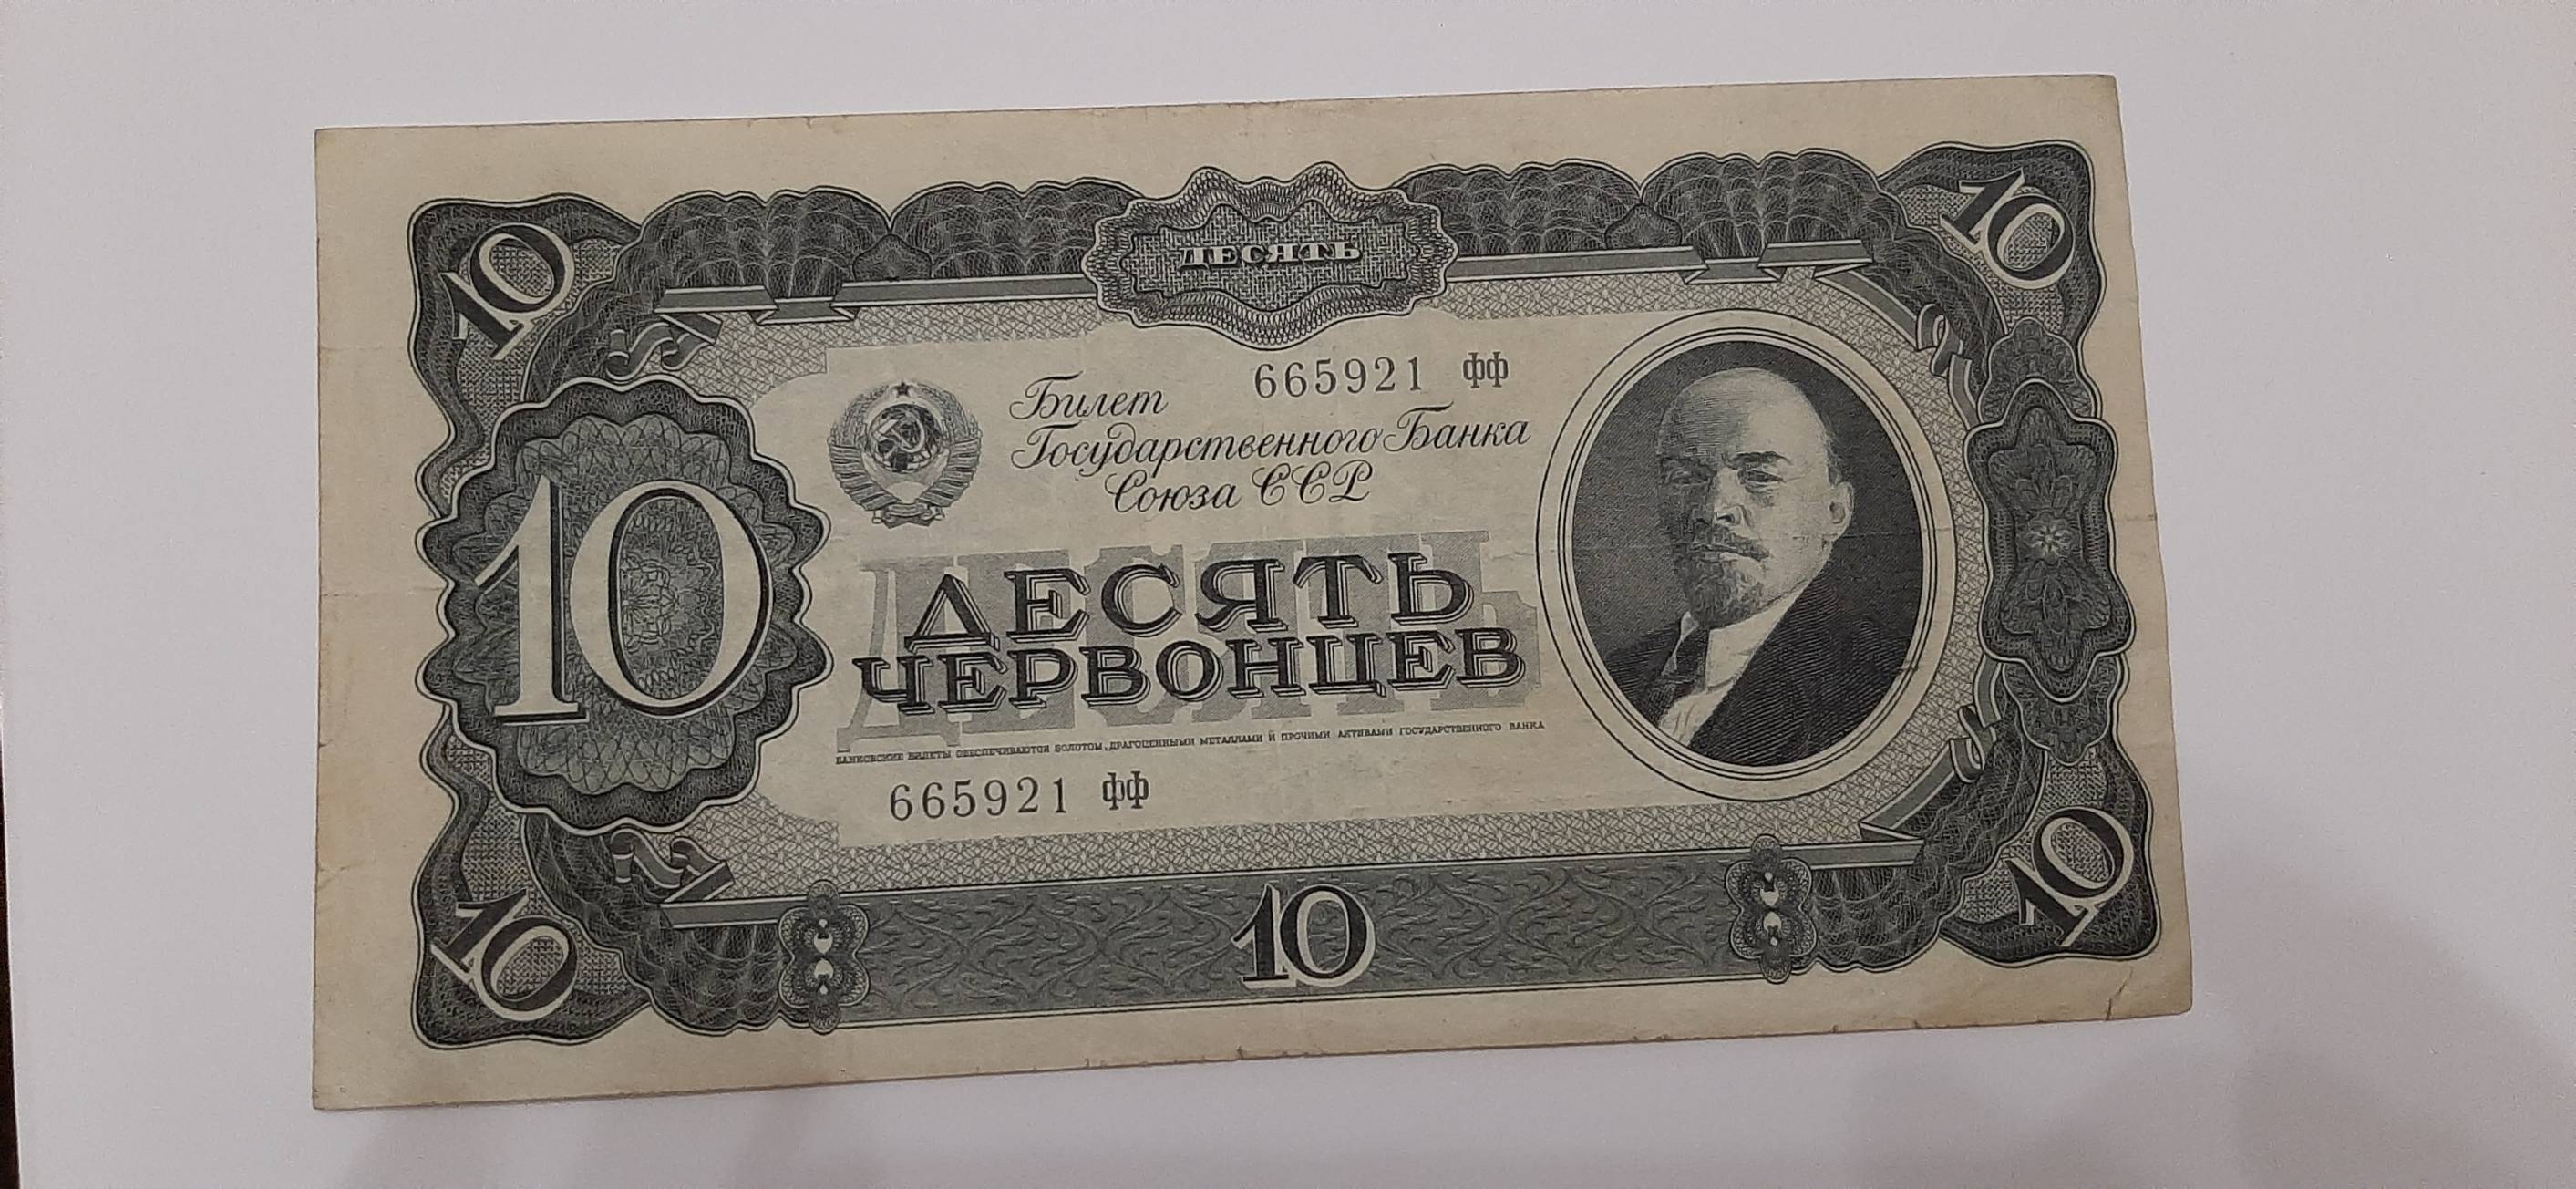 10
ДЕСЯТЬ
10
665921 фф
Билет
Государственного Банка
Союза ССР
10
ДЕСЯТЬ
ДЕСЯТЬ
ЧЕРВОНЦЕВ
БАНКОВСКИЕ БИЛЕТЫ ОБЕСПЕЧИВАЮТСЯ ЗОЛОТОМ, ДРАГОЦЕННЫМИ МЕТАЛЛАМИ И ПРОЧИМИ АКТИВАМИ ГОСУДАРСТВЕННОГО БАНКА
665921 фф
10
10
10